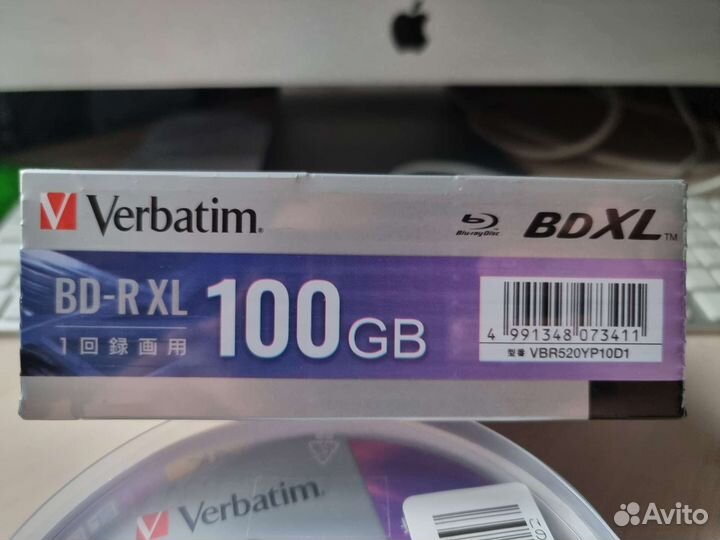 Verbatim
Blu-ray Disc
BDXL™
BD-R XL
100GB
1回録画用
4 991348 073411
型番 VBR520YP10D1
Verbatim
Avito